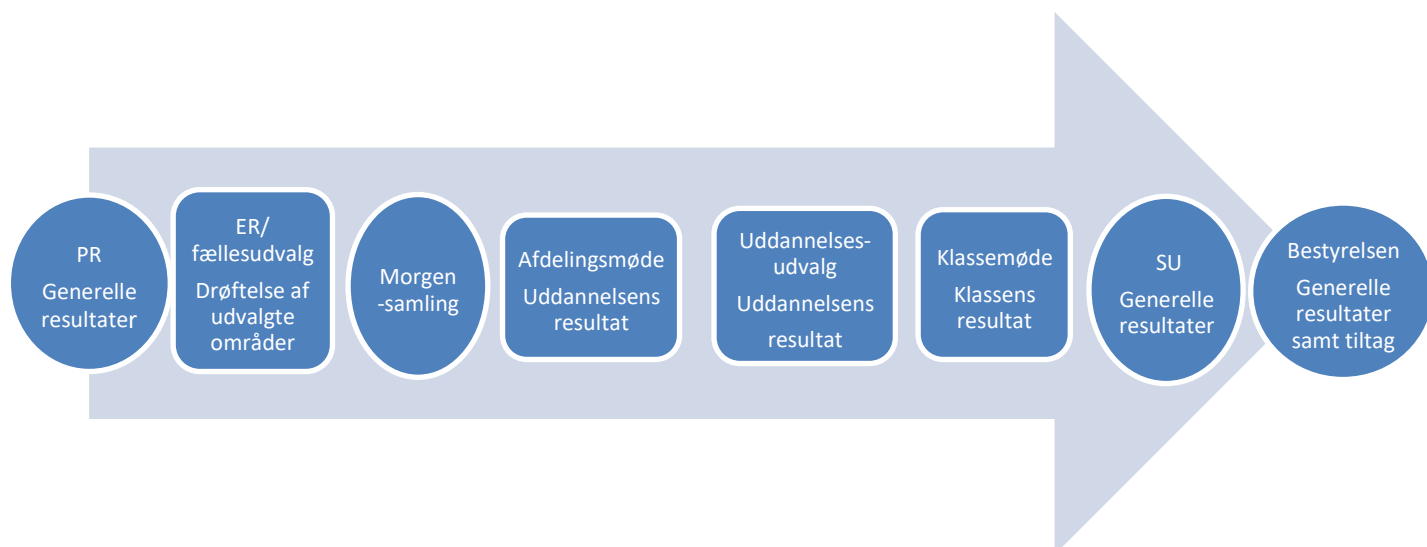 PR
Generelle
resultater
ER/
fællesudvalg
Drøftelse af
udvalgte
områder
Morgen
-samling
Afdelingsmøde
Uddannelsens
resultat
Uddannelses-
udvalg
Uddannelsens
resultat
Klassemøde
Klassens
resultat
SU
Generelle
resultater
Bestyrelsen
Generelle
resultater
samt tiltag